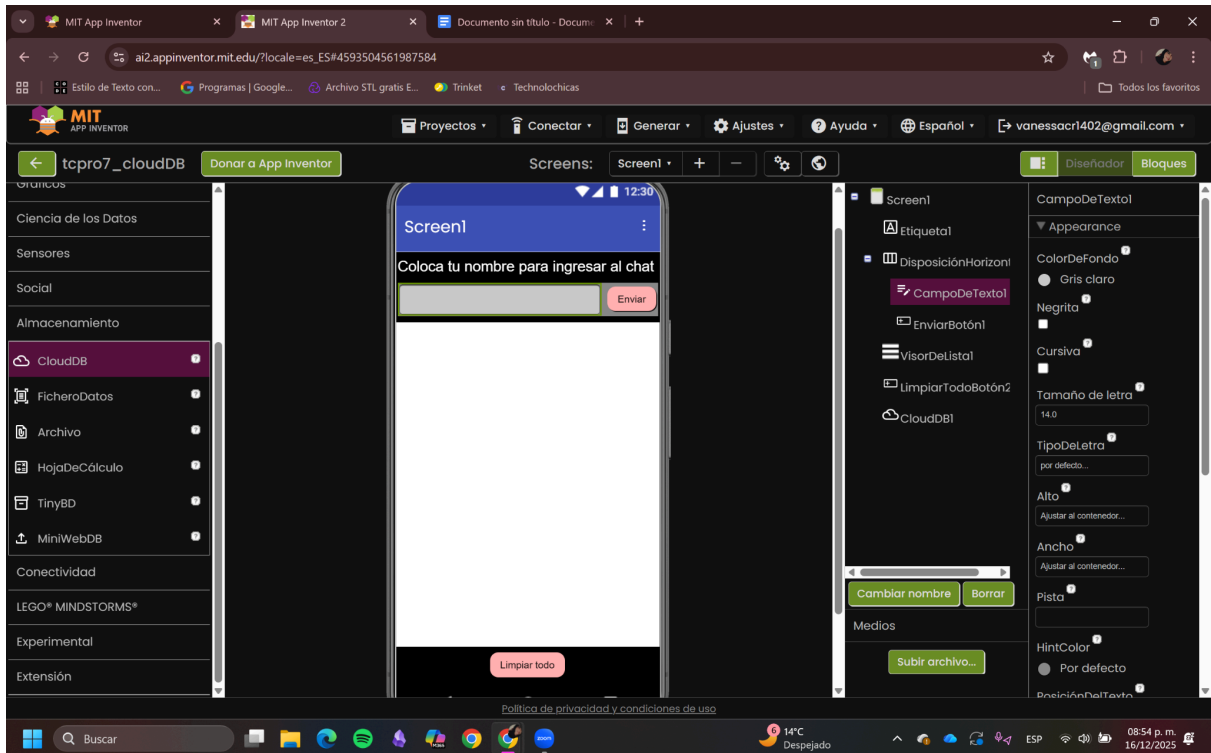 MIT App Inventor
MIT App Inventor 2
Documento sin título - Docume
ai2.appinventor.mit.edu/?locale=es_ES#4593504561987584
Estilo de Texto con...
Programas | Google...
Archivo STL gratis E...
Trinket
Technolochicas
Todos los favoritos
MIT
APP INVENTOR
Proyectos
Conectar
Generar
Ajustes
Ayuda
Español
vanessacr1402@gmail.com
tcpro7_cloudDB
Donar a App Inventor
Screens:
Screen1
Diseñador
Bloques
Gráficos
Ciencia de los Datos
Sensores
Social
Almacenamiento
CloudDB
FicheroDatos
Archivo
HojaDeCálculo
TinyBD
MiniWebDB
Conectividad
LEGO® MINDSTORMS®
Experimental
Extensión
12:30
Screen1
Coloca tu nombre para ingresar al chat
Enviar
Limpiar todo
Screen1
Etiqueta1
DisposiciónHorizont
CampoDeTexto1
EnviarBotón1
VisorDeLista1
LimpiarTodoBotón2
CloudDB1
Cambiar nombre
Borrar
Medios
Subir archivo...
CampoDeTexto1
Appearance
ColorDeFondo
Gris claro
Negrita
Cursiva
Tamaño de letra
14.0
TipoDeLetra
por defecto...
Alto
Ajustar al contenedor...
Ancho
Ajustar al contenedor...
Pista
HintColor
Por defecto
PosiciónDelTexto
Política de privacidad y condiciones de uso
Buscar
zoom
6
14°C
Despejado
ESP
08:54 p. m.
16/12/2025